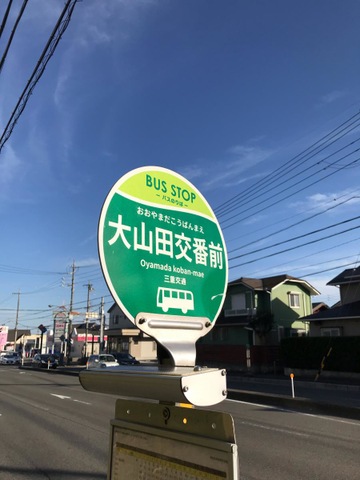 BUS STOP
ーバスのりばー
おおやまだこうばんまえ
大山田交番前
Oyamada koban-mae
三重交通